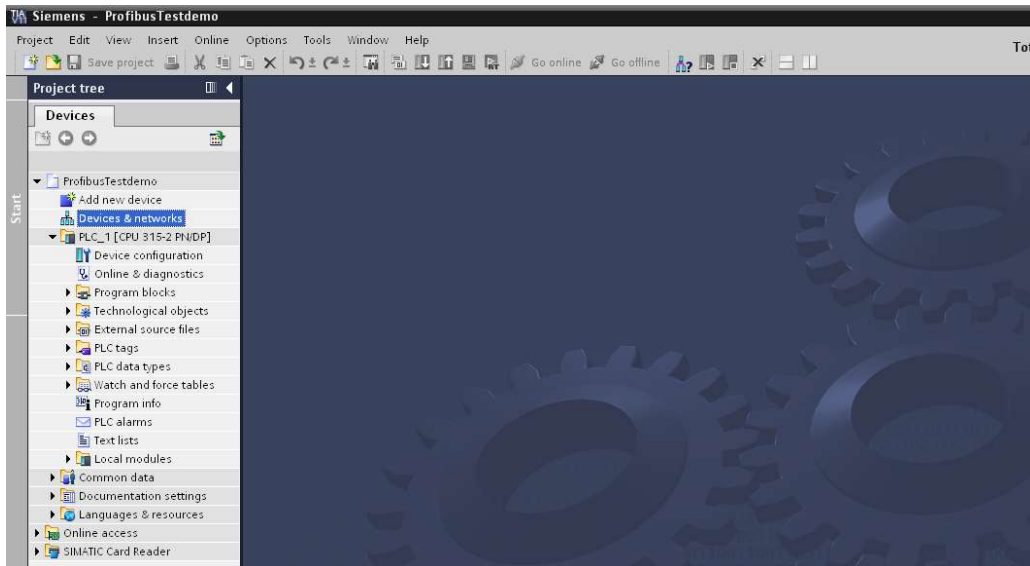 Siemens - ProfibusTestdemo
Project Edit View Insert Online Options Tools Window Help
Tot
Save project Go online Go offline
Project tree
Devices
Start
ProfibusTestdemo
Add new device
Devices & networks
PLC_1 [CPU 315-2 PN/DP]
Device configuration
Online & diagnostics
Program blocks
Technological objects
External source files
PLC tags
PLC data types
Watch and force tables
Program info
PLC alarms
Text lists
Local modules
Common data
Documentation settings
Languages & resources
Online access
SIMATIC Card Reader